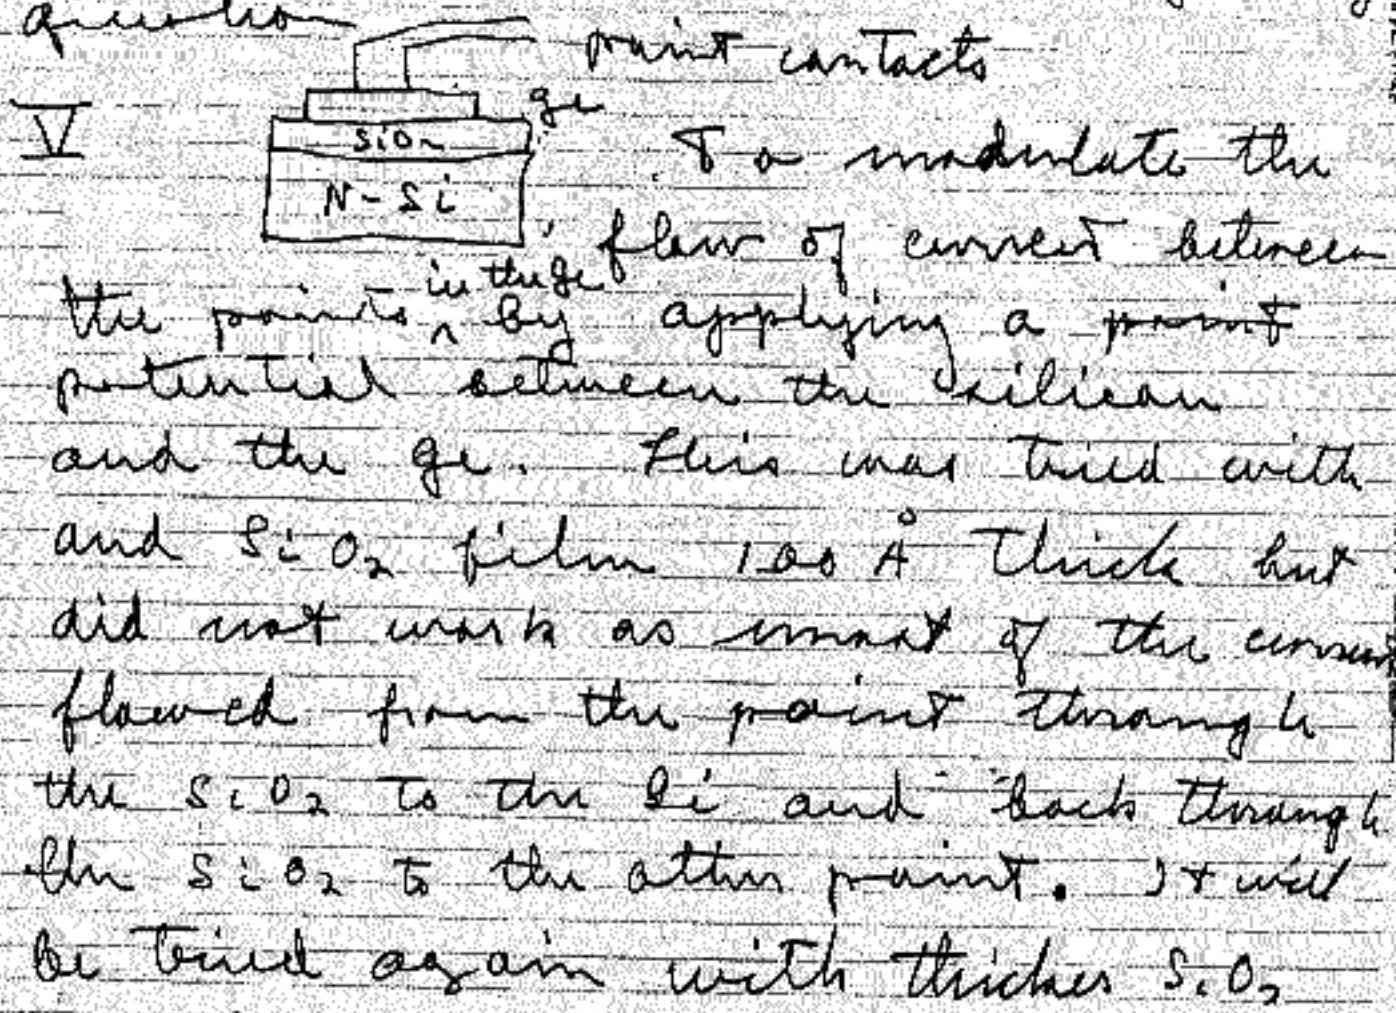 question
point contacts
ge
V
SiO2
N-Si
To modulate the
flow of current between
in the ge
the points ^ by applying a point
potential between the silicon
and the ge. This was tried with
and SiO2 film 100 Å thick but
did not work as most of the current
flowed from the point through
the SiO2 to the Si and back through
the SiO2 to the other point. It will
be tried again with thicker SiO2